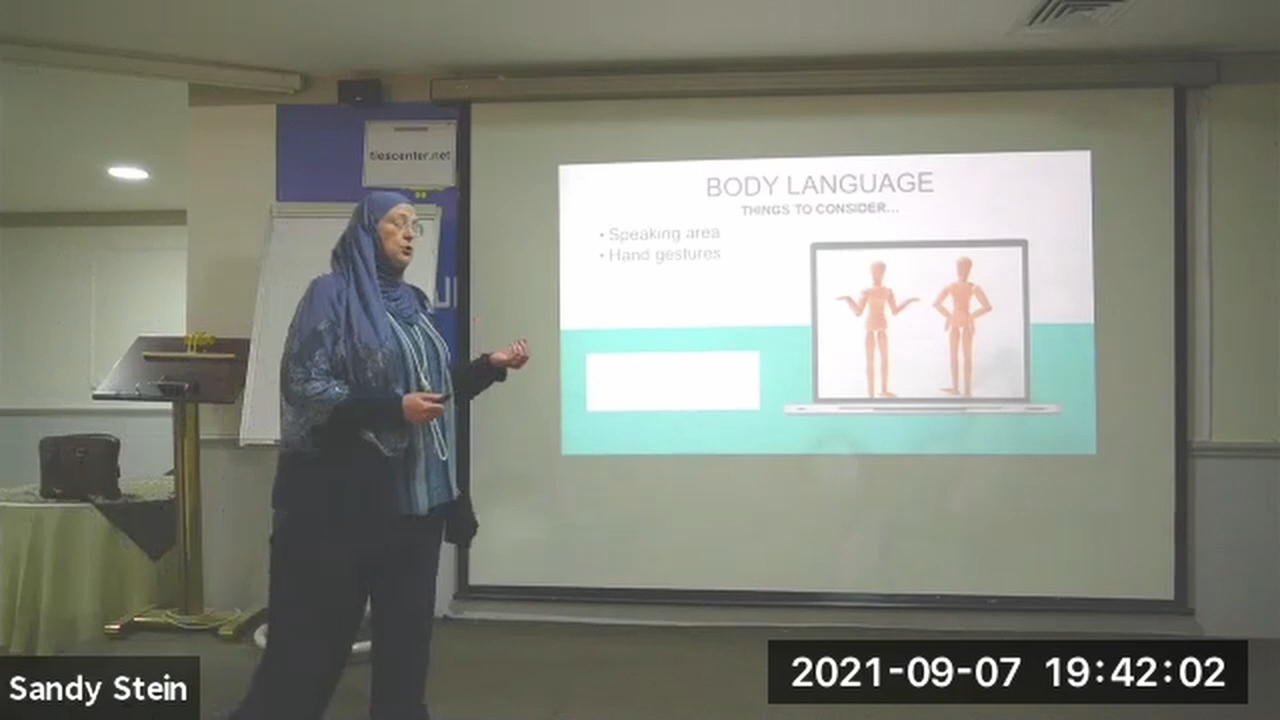 tiescenter.net
BODY LANGUAGE
THINGS TO CONSIDER...
• Speaking area
• Hand gestures
Sandy Stein
2021-09-07 19:42:02